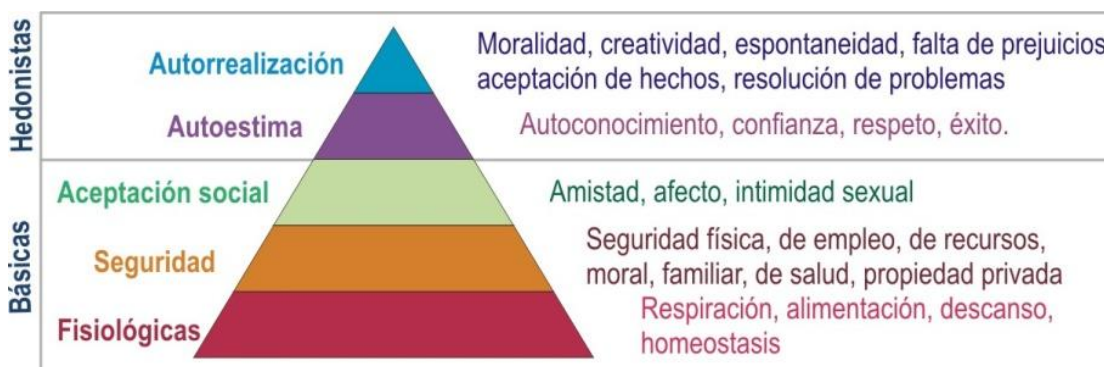 Hedonistas
Autorrealización
Moralidad, creatividad, espontaneidad, falta de prejuicios
aceptación de hechos, resolución de problemas
Autoestima
Autoconocimiento, confianza, respeto, éxito.
Básicas
Aceptación social
Amistad, afecto, intimidad sexual
Seguridad
Seguridad física, de empleo, de recursos,
moral, familiar, de salud, propiedad privada
Fisiológicas
Respiración, alimentación, descanso,
homeostasis